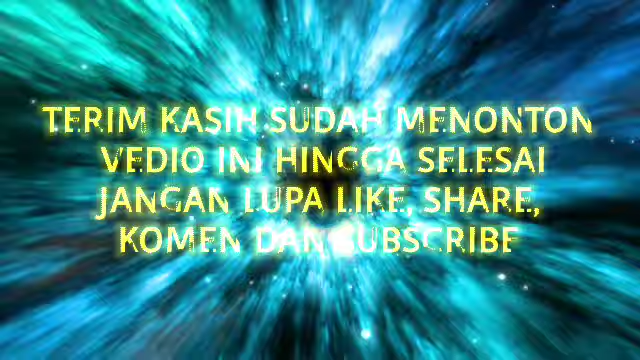 TERIM KASIH SUDAH MENONTON
VEDIO INI HINGGA SELESAI
JANGAN LUPA LIKE, SHARE,
KOMEN DAN SUBSCRIBE